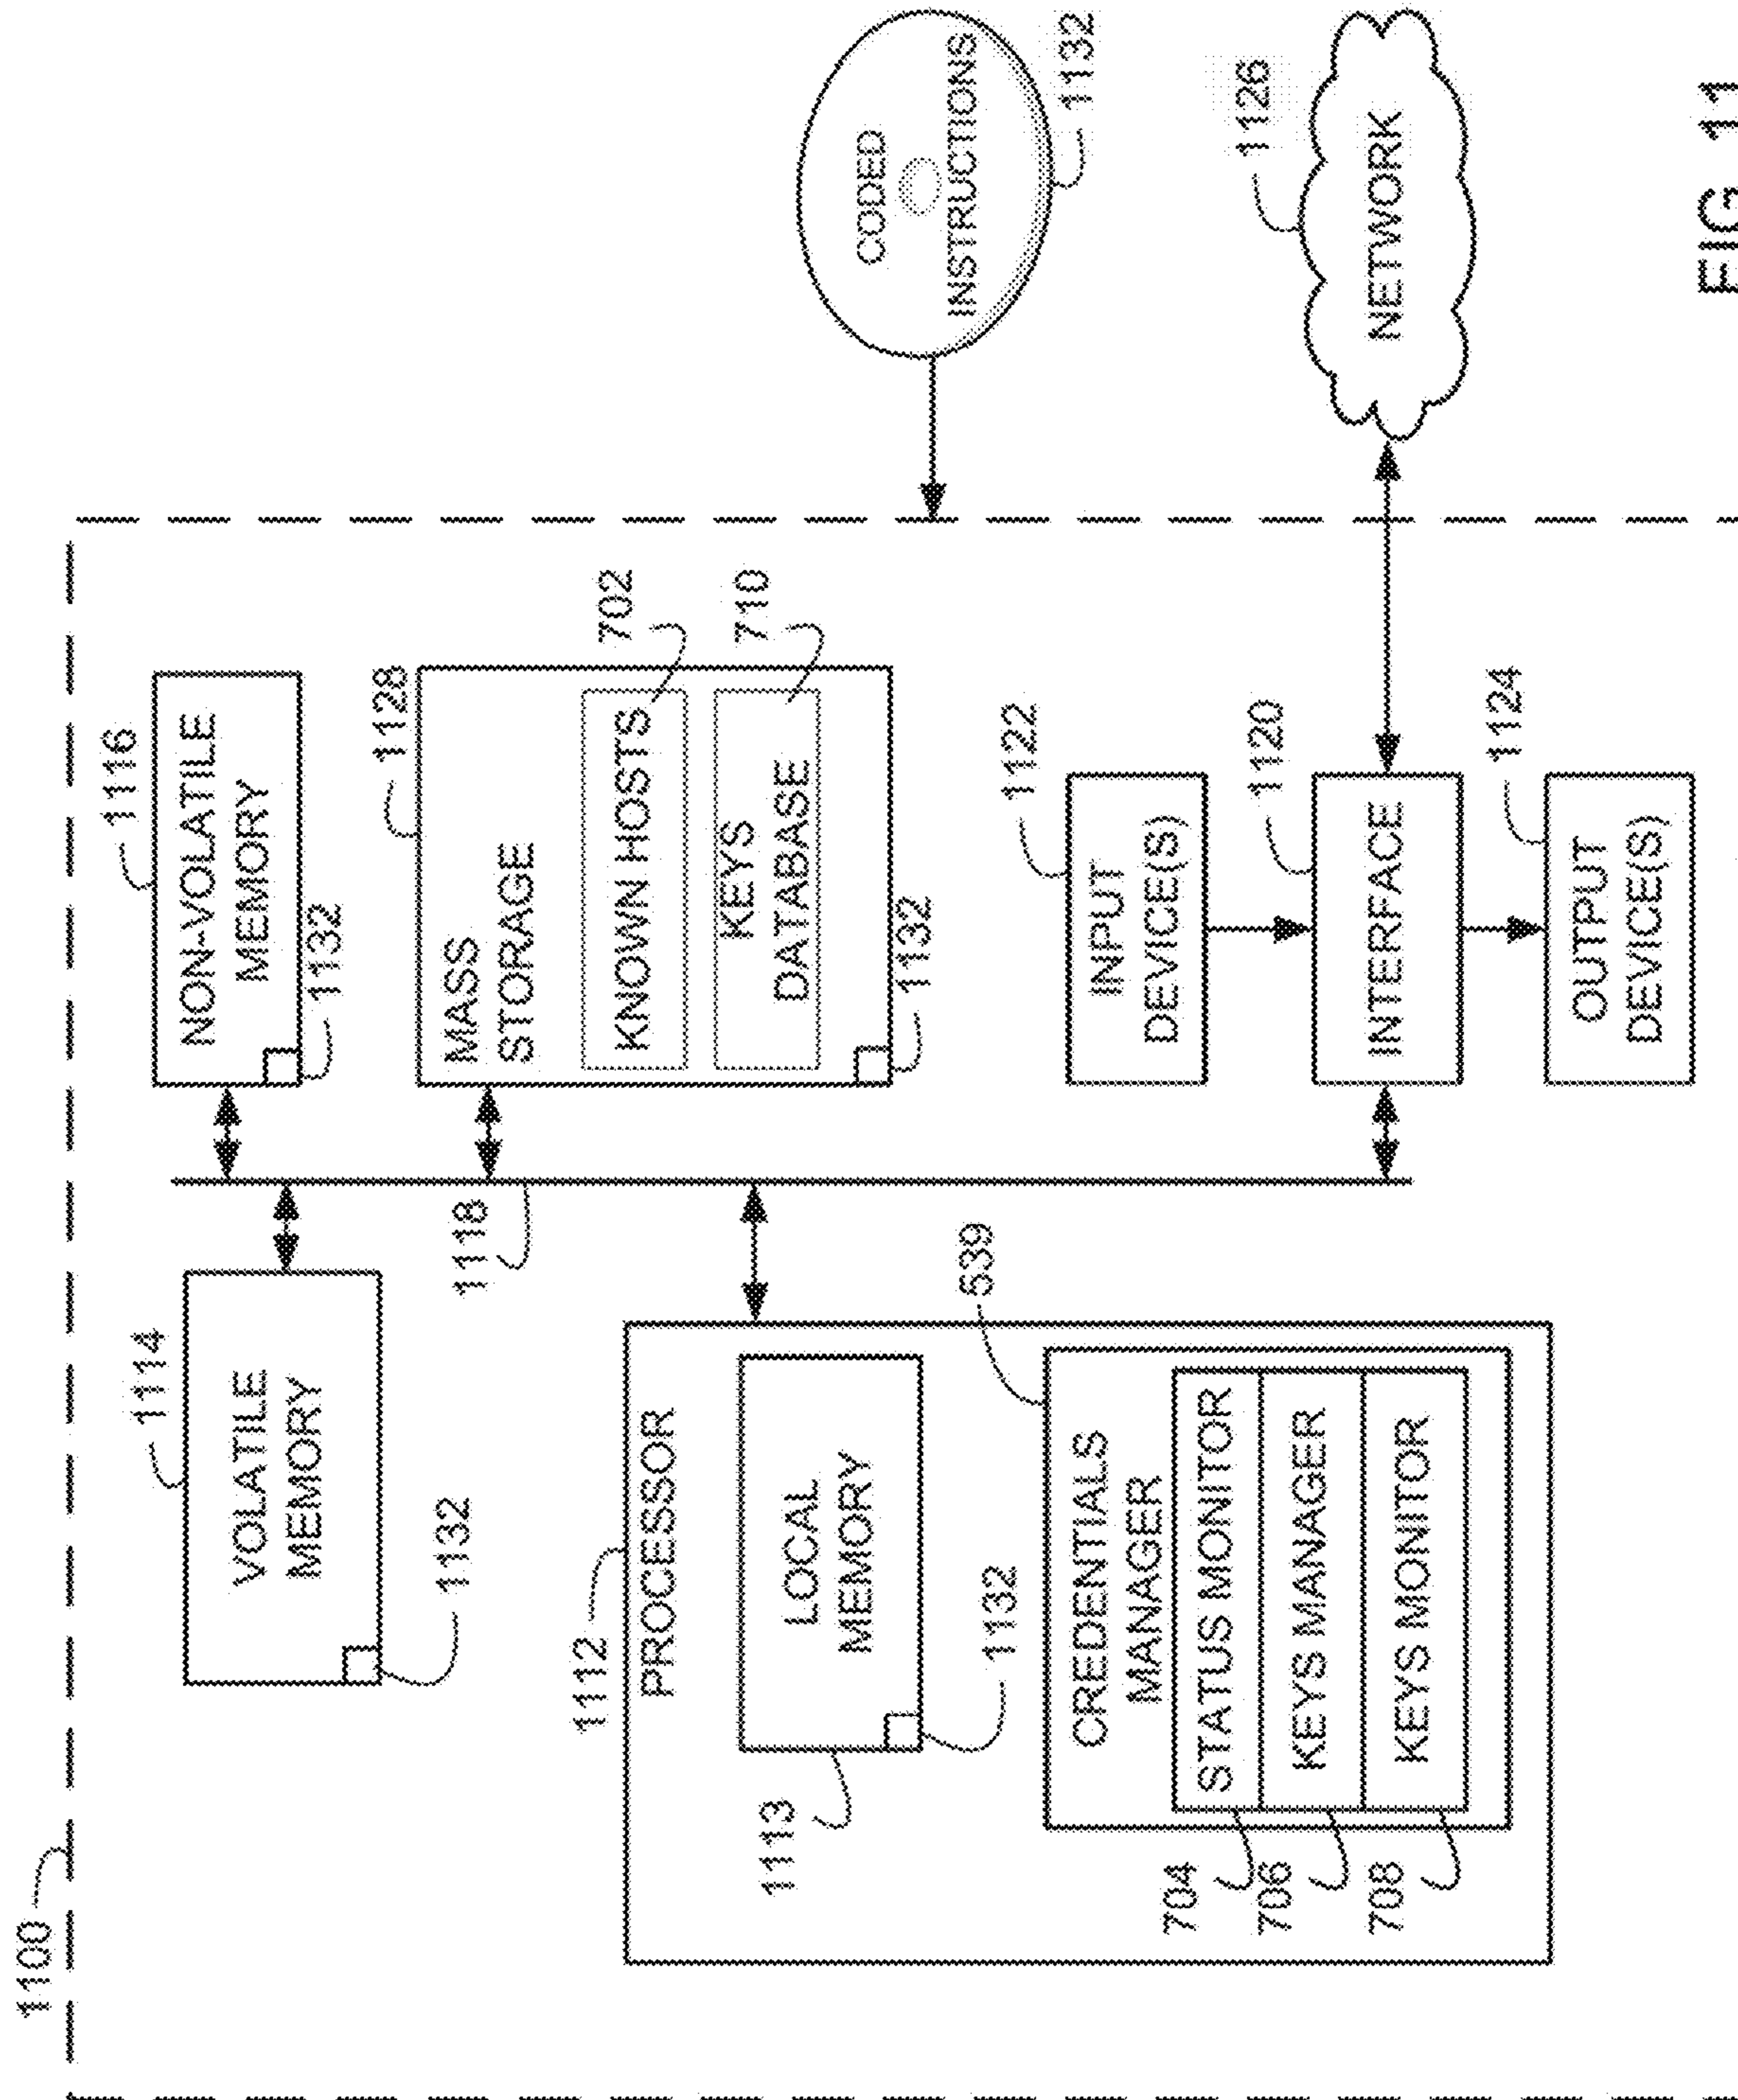 1100
1114
VOLATILE
MEMORY
1132
1116
NON-VOLATILE
MEMORY
1132
1118
1128
MASS
STORAGE
KNOWN HOSTS
702
KEYS
DATABASE
710
1132
1112
PROCESSOR
LOCAL
MEMORY
1113
1132
539
CREDENTIALS
MANAGER
STATUS MONITOR
KEYS MANAGER
KEYS MONITOR
704
706
708
1122
INPUT
DEVICE(S)
1120
INTERFACE
1124
OUTPUT
DEVICE(S)
CODED
INSTRUCTIONS
1132
1126
NETWORK
FIG. 11